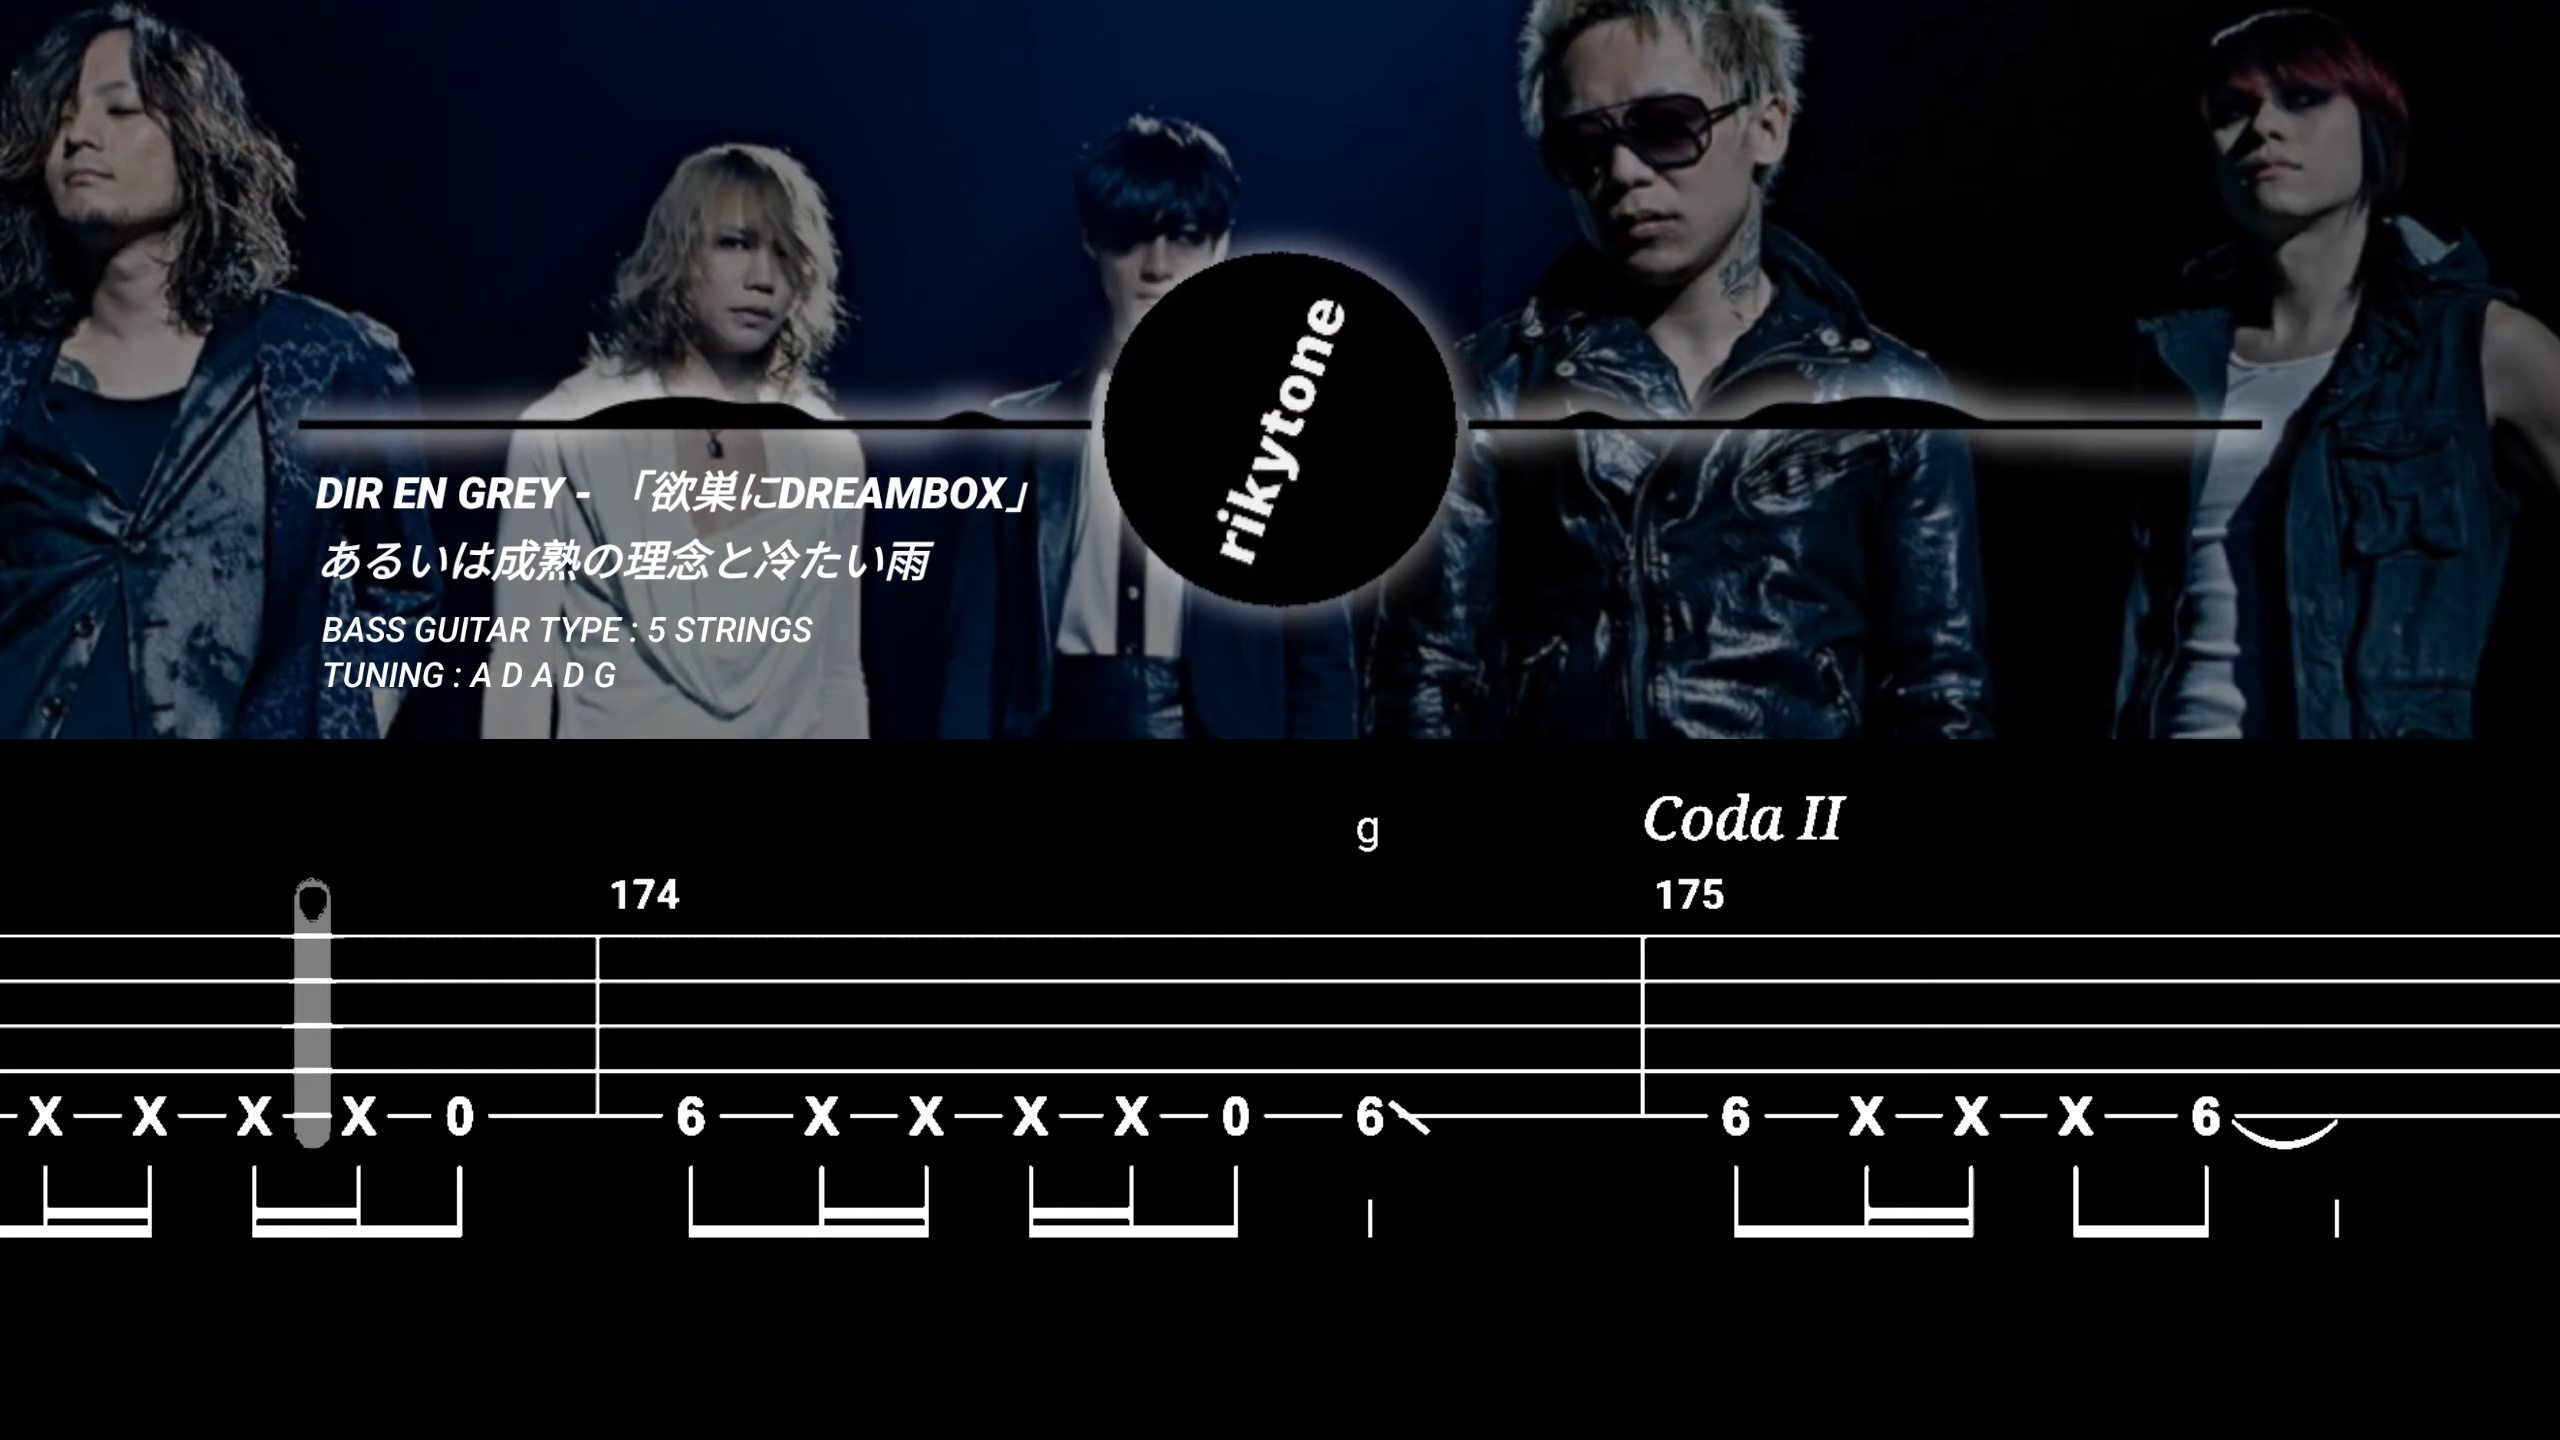 rikytone
DIR EN GREY - 「欲巣にDREAMBOX」
あるいは成熟の理念と冷たい雨
BASS GUITAR TYPE : 5 STRINGS
TUNING : A D A D G
g
Coda II
174
175
X X X X 0 6 X X X X 0 6 6 X X X 6